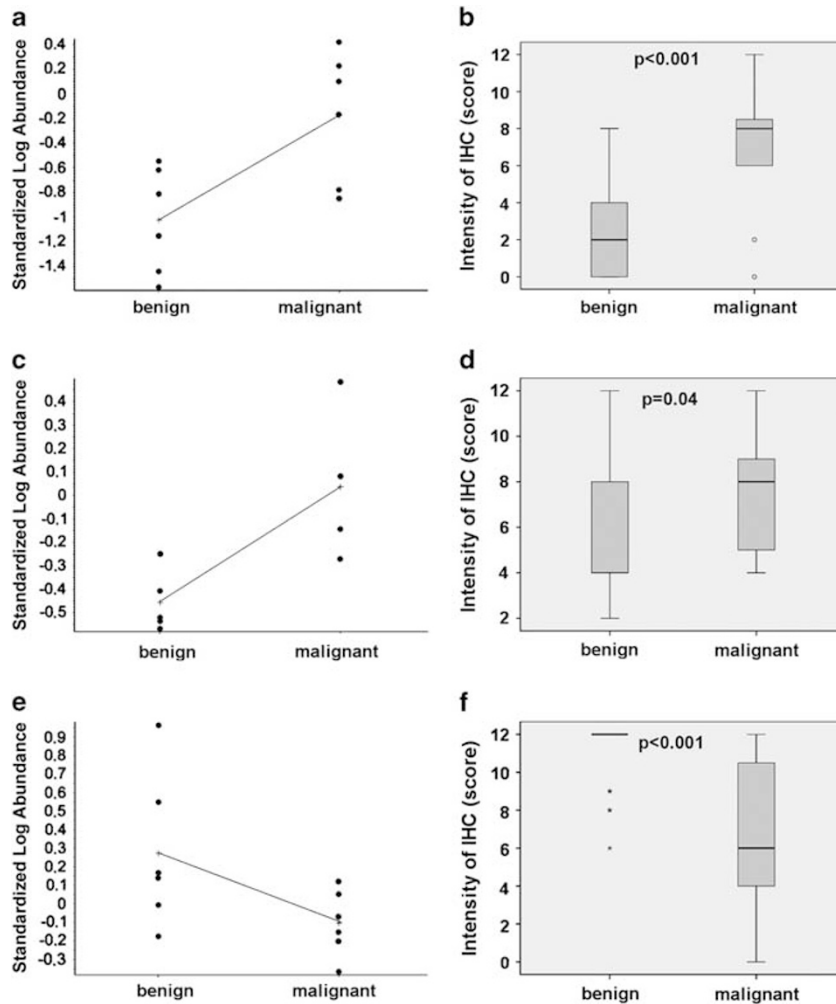 a
Standardized Log Abundance
0.4
0.2
0
-0.2
-0.4
-0.6
-0.8
-1
-1.2
-1.4
benign
malignant
b
Intensity of IHC (score)
12
10
8
6
4
2
0
p<0.001
benign
malignant
c
Standardized Log Abundance
0.4
0.3
0.2
0.1
0
-0.1
-0.2
-0.3
-0.4
-0.5
benign
malignant
d
Intensity of IHC (score)
12
10
8
6
4
2
p=0.04
benign
malignant
e
Standardized Log Abundance
0.9
0.8
0.7
0.6
0.5
0.4
0.3
0.2
0.1
0
-0.1
-0.2
-0.3
benign
malignant
f
Intensity of IHC (score)
12
10
8
6
4
2
0
p<0.001
benign
malignant